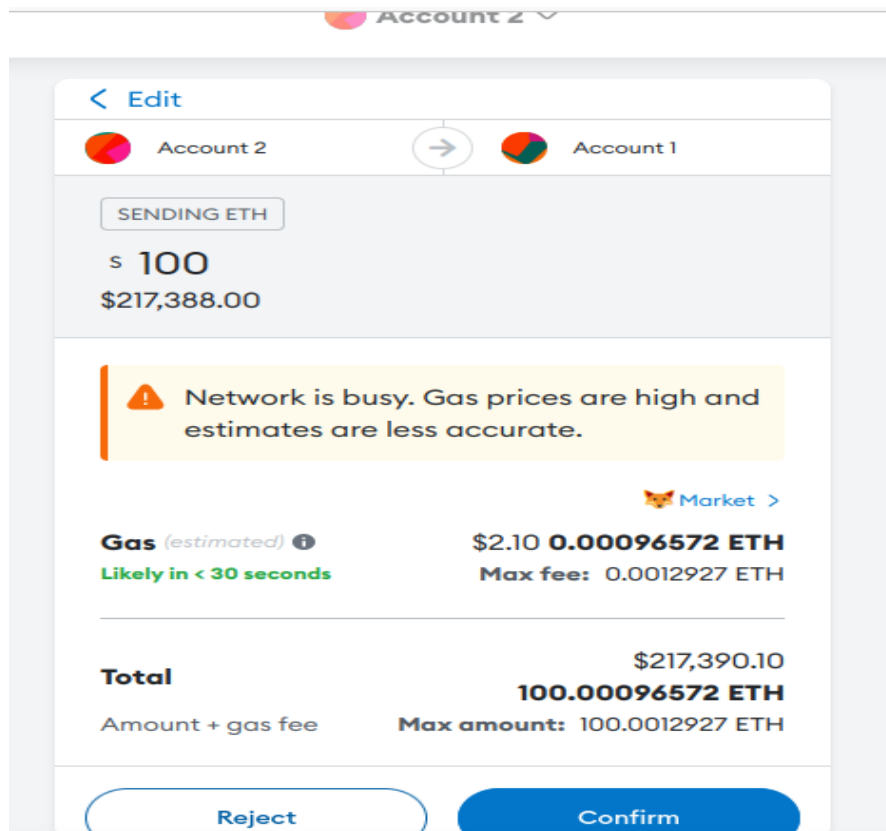 Account 2
Edit
Account 2
Account 1
SENDING ETH
s 100
$217,388.00
Network is busy. Gas prices are high and
estimates are less accurate.
Market >
Gas (estimated) $2.10 0.00096572 ETH
Likely in < 30 seconds Max fee: 0.0012927 ETH
$217,390.10
Total
100.00096572 ETH
Amount + gas fee Max amount: 100.0012927 ETH
Reject
Confirm